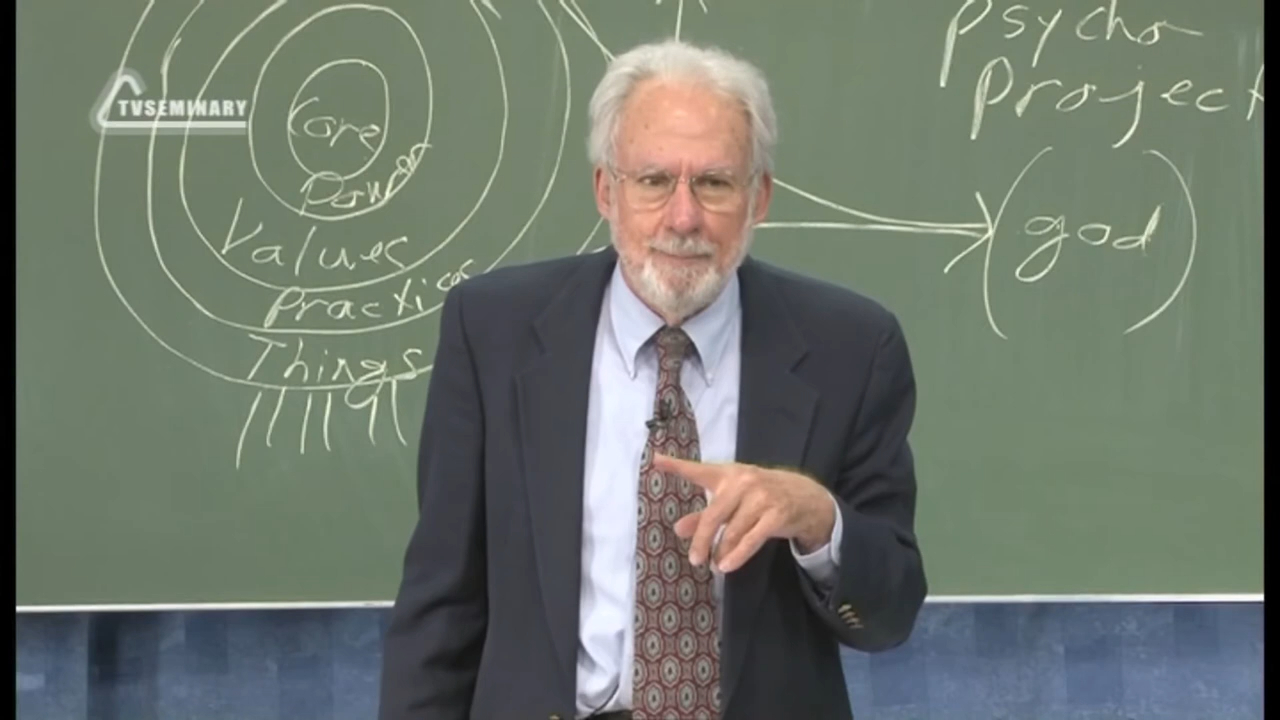 TVSEMINARY
Core
Power
Values
Practices
Things
Psycho
Project
(god)